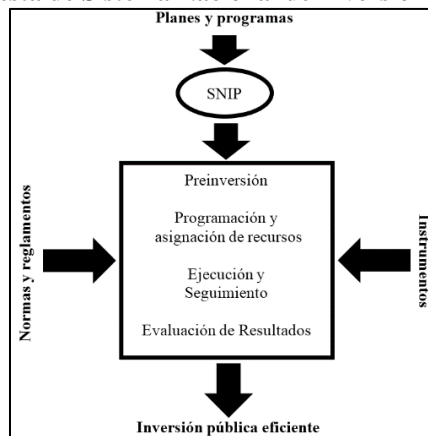 Planes y programas
SNIP
Preinversión
Programación y
asignación de recursos
Ejecución y
Seguimiento
Evaluación de Resultados
Normas y reglamentos
Instrumentos
Inversión pública eficiente